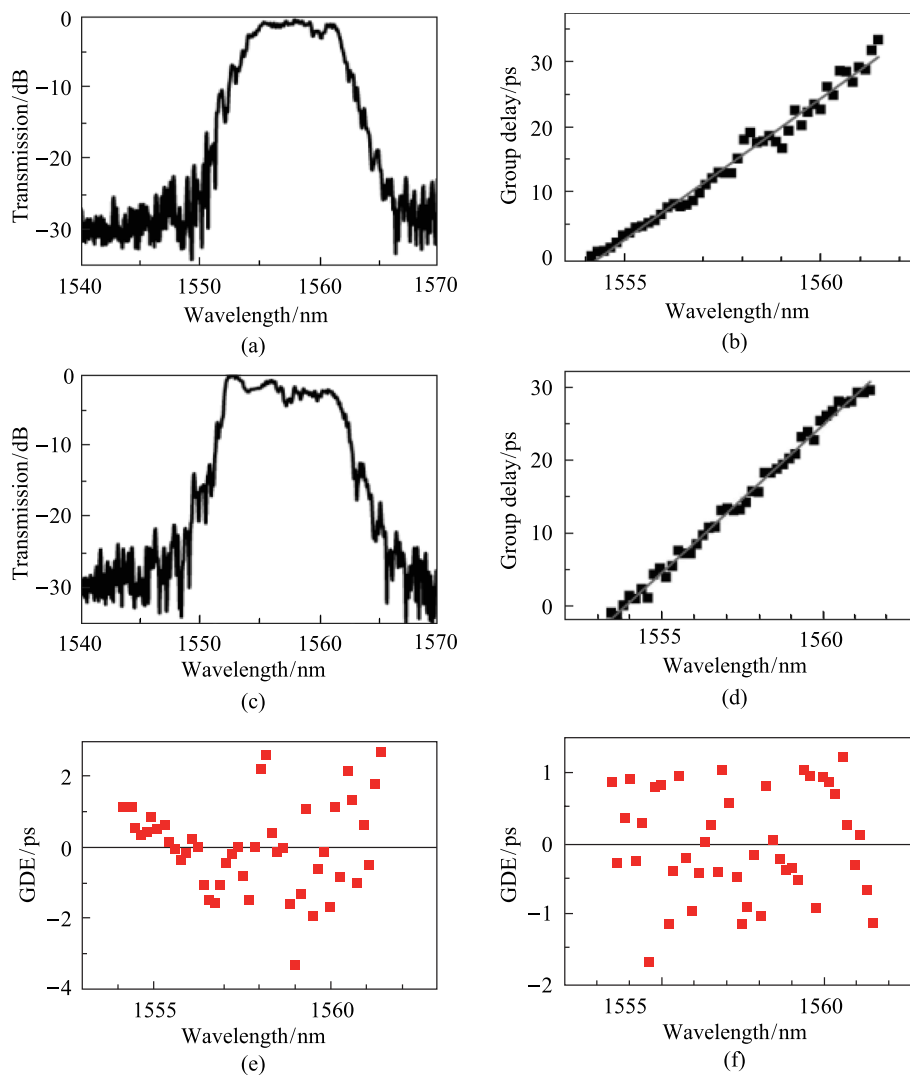 0
−10
−20
−30
Transmission/dB
1540
1550
1560
1570
Wavelength/nm
(a)
30
20
10
0
Group delay/ps
1555
1560
Wavelength/nm
(b)
0
−10
−20
−30
Transmission/dB
1540
1550
1560
1570
Wavelength/nm
(c)
30
20
10
0
Group delay/ps
1555
1560
Wavelength/nm
(d)
2
0
−2
−4
GDE/ps
1555
1560
Wavelength/nm
(e)
1
0
−1
−2
GDE/ps
1555
1560
Wavelength/nm
(f)